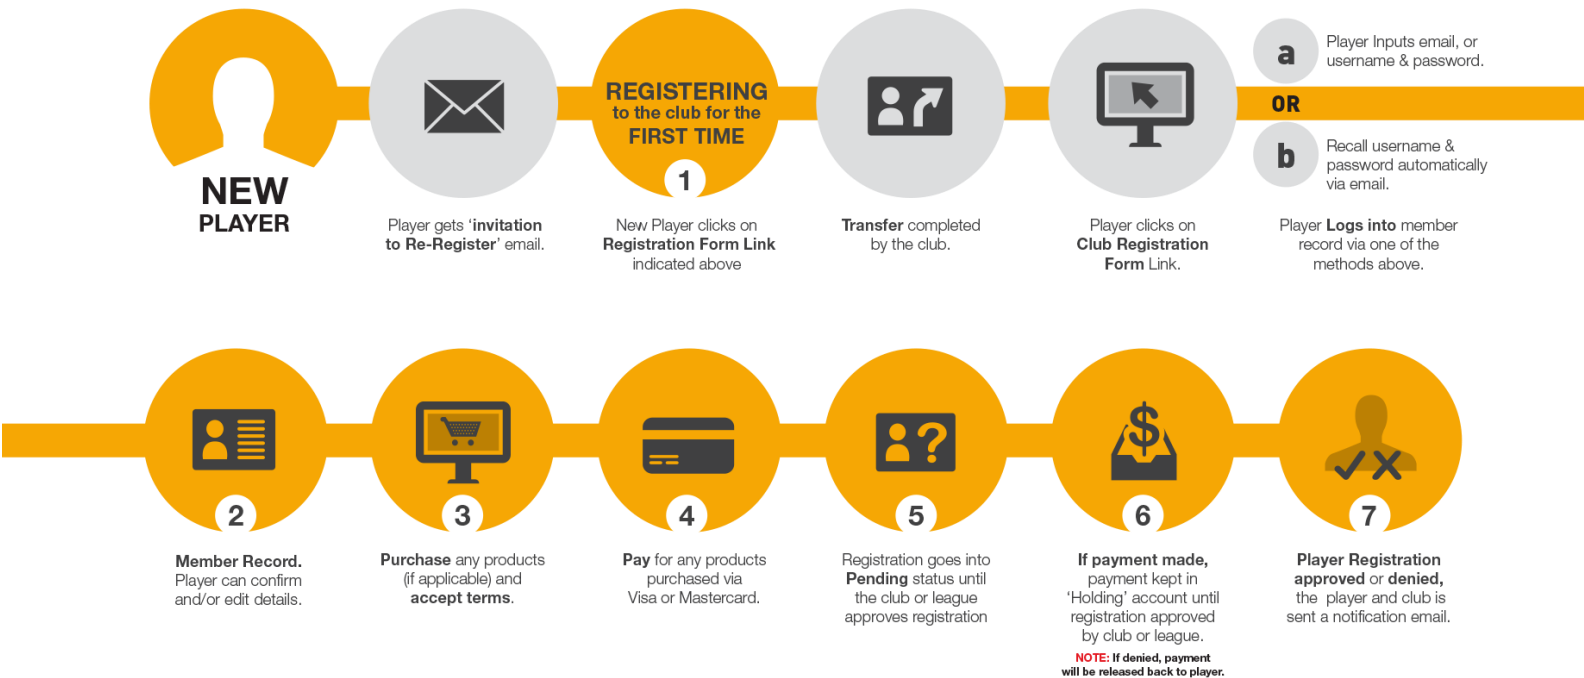 NEW
PLAYER
Player gets ‘invitation
to Re-Register’ email.
REGISTERING
to the club for the
FIRST TIME
1
New Player clicks on
Registration Form Link
indicated above
Transfer completed
by the club.
Player clicks on
Club Registration
Form Link.
a
Player Inputs email, or
username & password.
OR
b
Recall username &
password automatically
via email.
Player Logs into member
record via one of the
methods above.
2
Member Record.
Player can confirm
and/or edit details.
3
Purchase any products
(if applicable) and
accept terms.
4
Pay for any products
purchased via
Visa or Mastercard.
5
Registration goes into
Pending status until
the club or league
approves registration
6
If payment made,
payment kept in
‘Holding’ account until
registration approved
by club or league.
NOTE: If denied, payment
will be released back to player.
7
Player Registration
approved or denied,
the player and club is
sent a notification email.